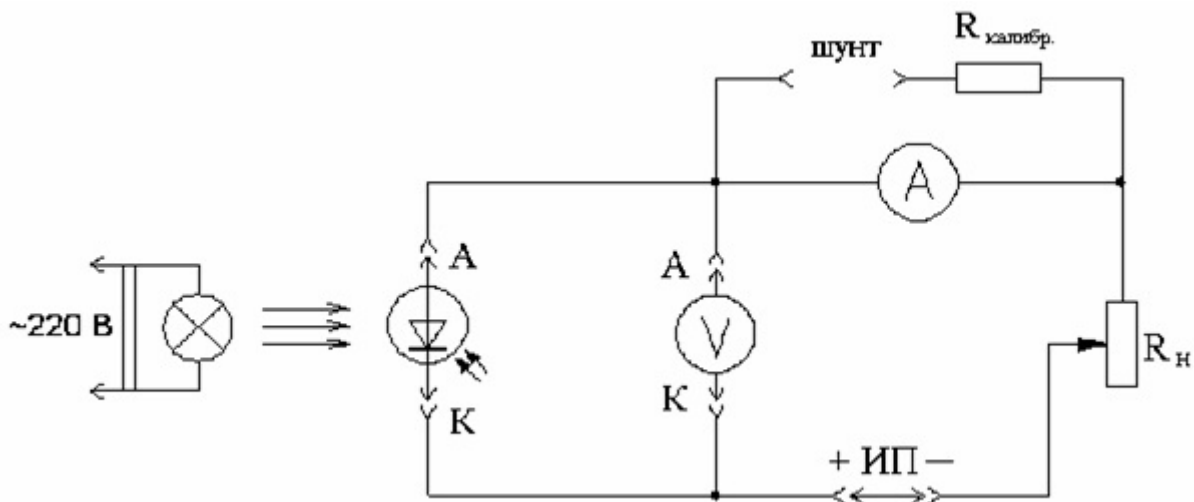 шунт
R калибр.
A
А
А
~220 В
V
R н
К
К
+ ИП −